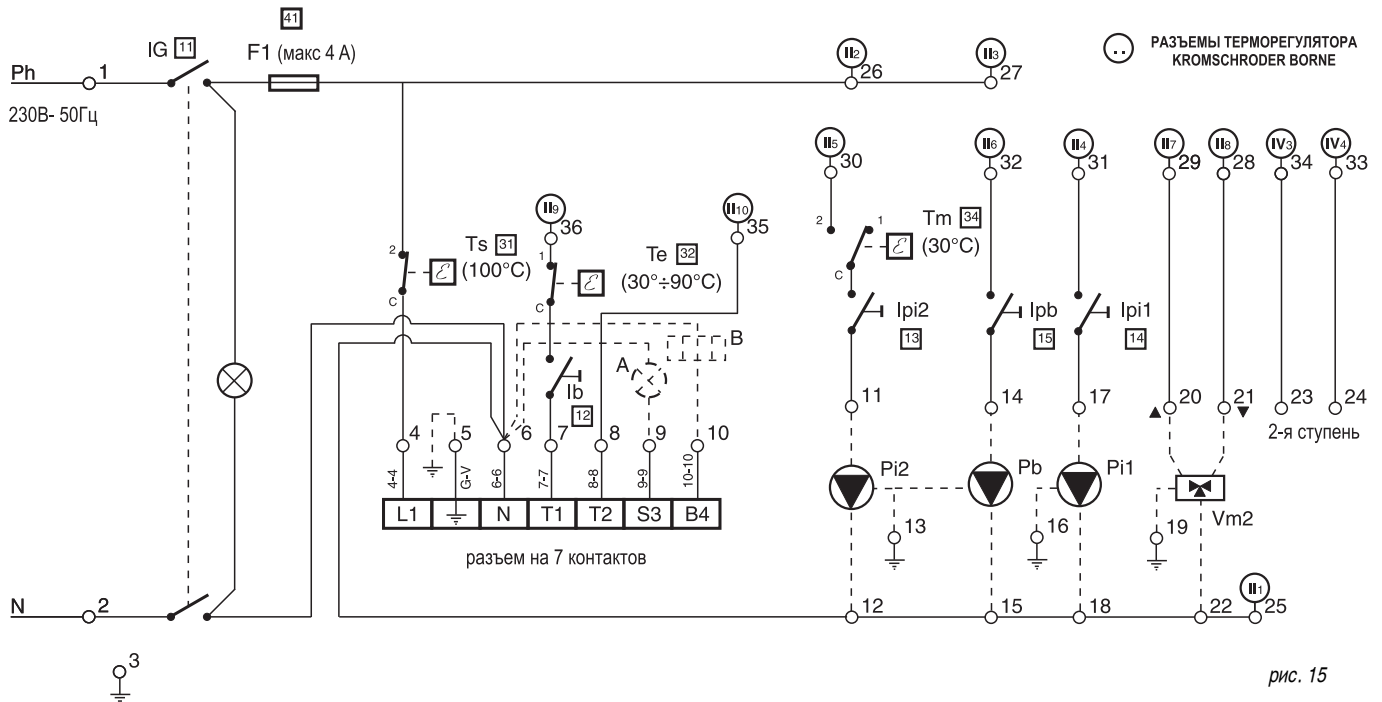 41
IG 11
F1 (макс 4 А)
Ph
1
230В- 50Гц
II2
26
II3
27
..
РАЗЪЕМЫ ТЕРМОРЕГУЛЯТОРА
KROMSCHRODER BORNE
II5
30
II6
32
II4
31
II7
29
II8
28
IV3
34
IV4
33
II9
36
II10
35
2
1
Tm 34
(30°C)
C
2
Ts 31
(100°C)
C
1
Te 32
(30°÷90°C)
C
Ipi2
13
Ipb
15
Ipi1
14
A
B
Ib
12
11
14
17
20
21
23
24
2-я ступень
4
5
6
7
8
9
10
4-4
G-V
6-6
7-7
8-8
9-9
10-10
L1
N
T1
T2
S3
B4
разъем на 7 контактов
Pi2
Pb
Pi1
Vm2
13
16
19
N
2
12
15
18
22
II1
25
3
рис. 15